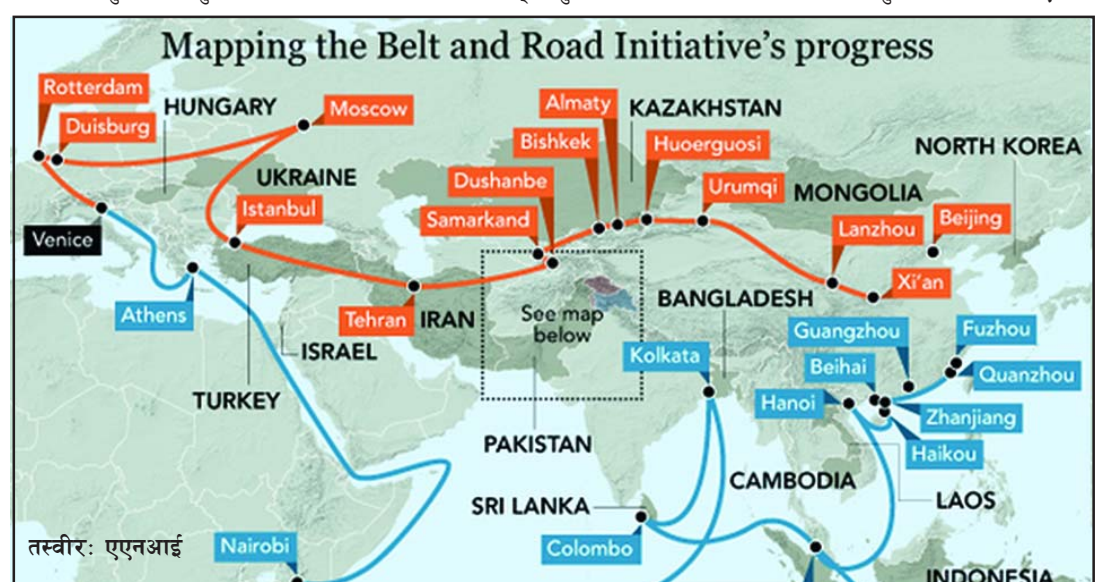 Mapping the Belt and Road Initiative's progress
Rotterdam
HUNGARY
Moscow
Almaty
KAZAKHSTAN
Duisburg
Bishkek
Huoerguosi
NORTH KOREA
UKRAINE
Dushanbe
Urumqi
MONGOLIA
Istanbul
Samarkand
Lanzhou
Beijing
Venice
Xi'an
Athens
Tehran
IRAN
See map
below
BANGLADESH
Guangzhou
Fuzhou
ISRAEL
Kolkata
Beihai
Quanzhou
TURKEY
Hanoi
Zhanjiang
PAKISTAN
Haikou
CAMBODIA
SRI LANKA
LAOS
Colombo
तस्वीर: एएनआई
Nairobi
INDONESIA